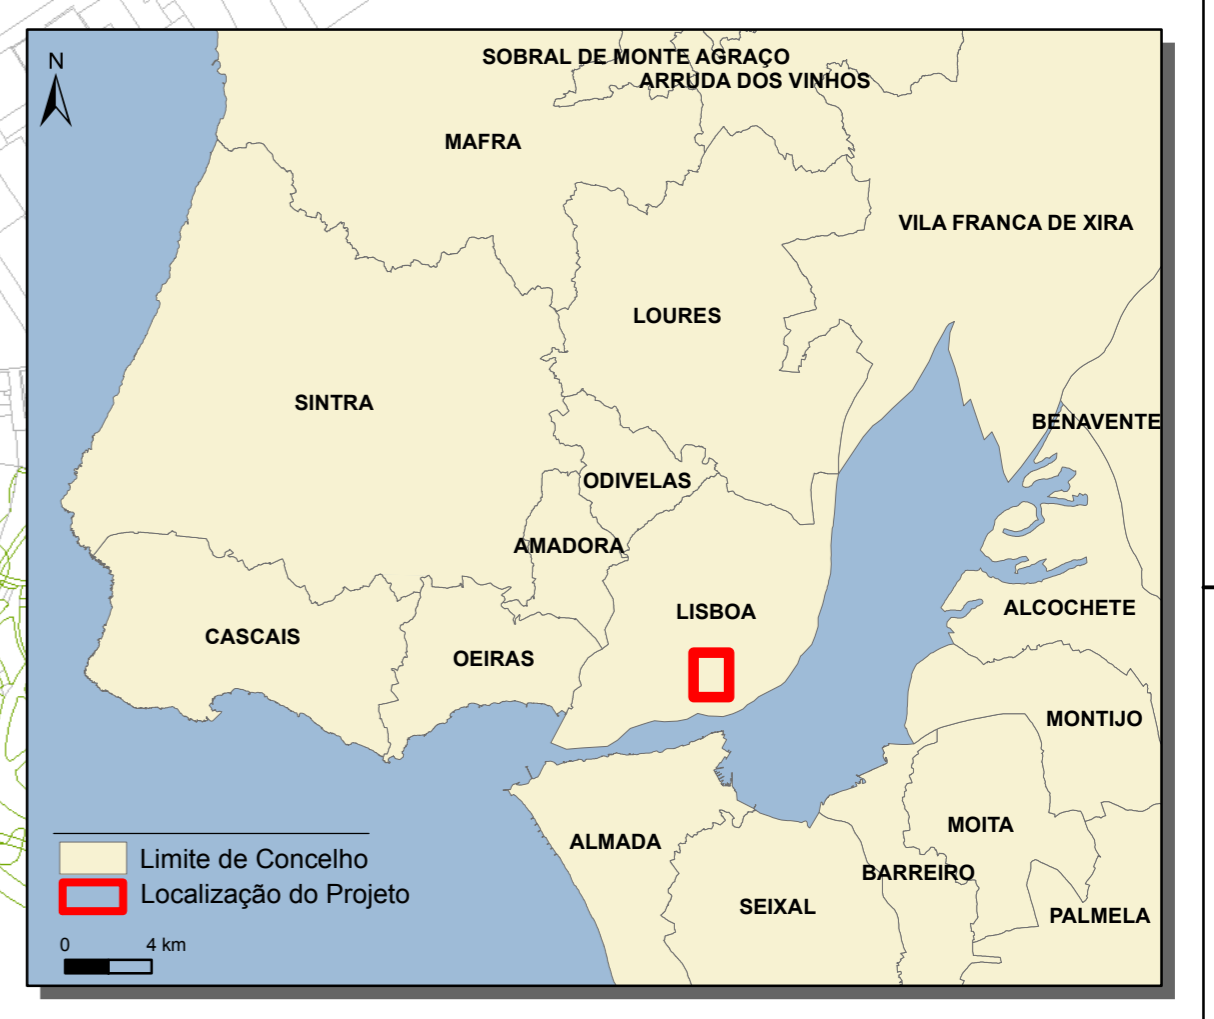 N
SOBRAL DE MONTE AGRAÇO
ARRUDA DOS VINHOS
MAFRA
VILA FRANCA DE XIRA
LOURES
SINTRA
BENAVENTE
ODIVELAS
AMADORA
ALCOCHETE
LISBOA
CASCAIS
OEIRAS
MONTIJO
MOITA
ALMADA
BARREIRO
SEIXAL
PALMELA
Limite de Concelho
Localização do Projeto
0 4 km